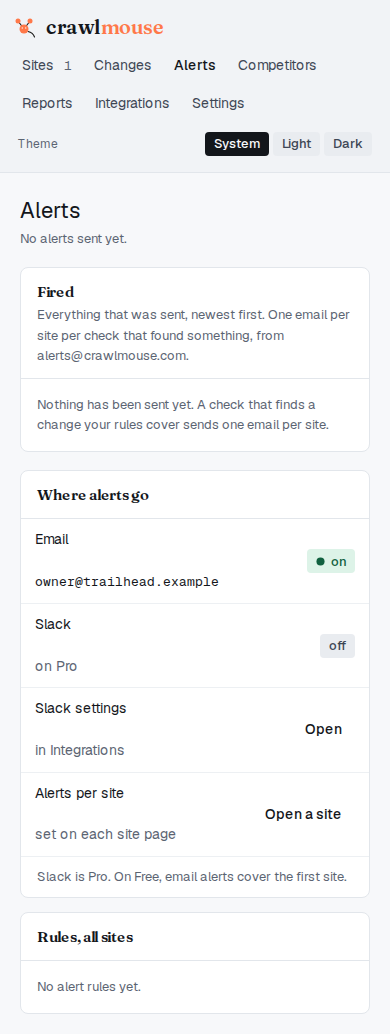 crawlmouse
Sites 1 Changes Alerts Competitors
Reports Integrations Settings
Theme System Light Dark
Alerts
No alerts sent yet.
Fired
Everything that was sent, newest first. One email per
site per check that found something, from
alerts@crawlmouse.com.
Nothing has been sent yet. A check that finds a
change your rules cover sends one email per site.
Where alerts go
Email
on
owner@trailhead.example
Slack
off
on Pro
Slack settings
Open
in Integrations
Alerts per site
Open a site
set on each site page
Slack is Pro. On Free, email alerts cover the first site.
Rules, all sites
No alert rules yet.